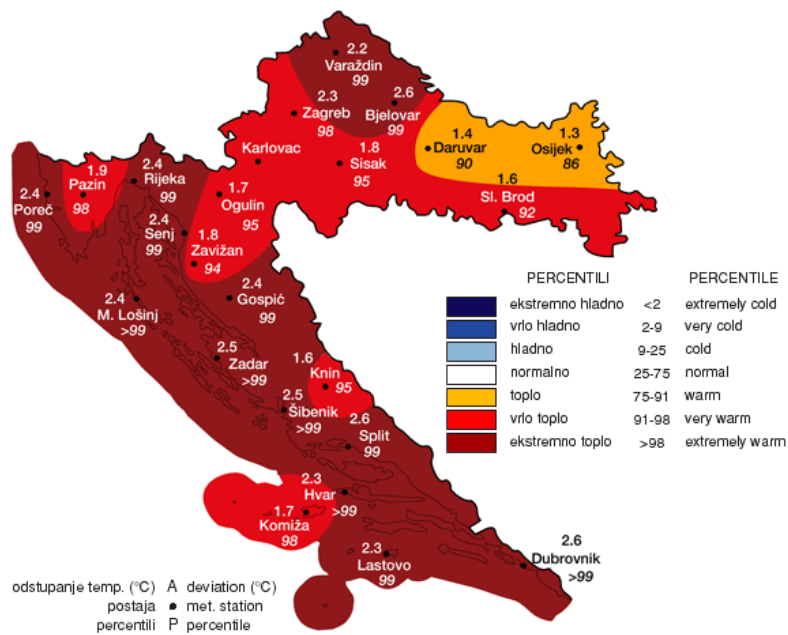 2.2
Varaždin
99
2.3
Zagreb
98
2.6
Bjelovar
99
1.4
Daruvar
90
1.3
Osijek
86
Karlovac
1.8
Sisak
95
1.6
Sl. Brod
92
1.9
Pazin
98
2.4
Rijeka
99
2.4
Poreč
99
1.7
Ogulin
95
2.4
Senj
99
1.8
Zavižan
94
2.4
Gospić
99
2.4
M. Lošinj
>99
2.5
Zadar
>99
1.6
Knin
95
2.5
Šibenik
>99
2.6
Split
99
2.3
Hvar
>99
1.7
Komiža
98
2.3
Lastovo
99
2.6
Dubrovnik
>99
PERCENTILI PERCENTILE
ekstremno hladno <2 extremely cold
vrlo hladno 2-9 very cold
hladno 9-25 cold
normalno 25-75 normal
toplo 75-91 warm
vrlo toplo 91-98 very warm
ekstremno toplo >98 extremely warm
odstupanje temp. (°C) A deviation (°C)
postaja met. station
percentili P percentile